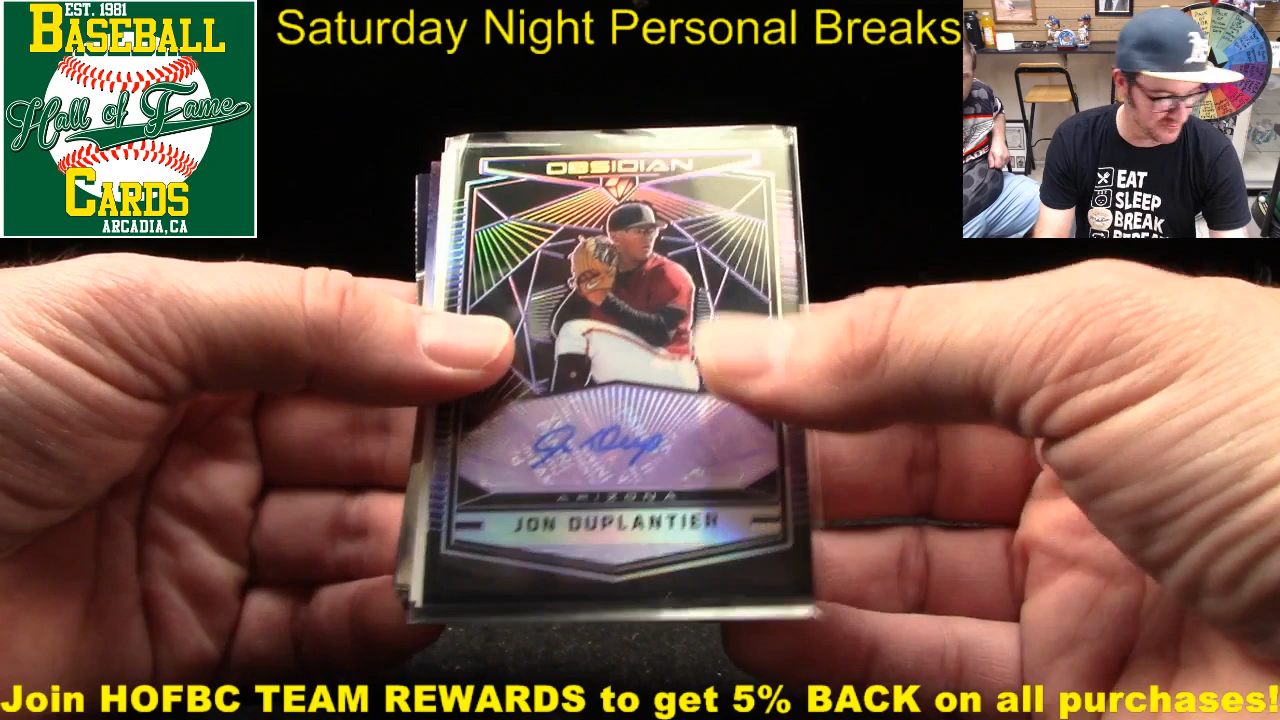 EST. 1981
BASEBALL
Hall of Fame
CARDS
ARCADIA, CA
Saturday Night Personal Breaks
EAT
SLEEP
BREAK
REPEAT
OBSIDIAN
ARIZONA
JON DUPLANTIER
Join HOFBC TEAM REWARDS to get 5% BACK on all purchases!